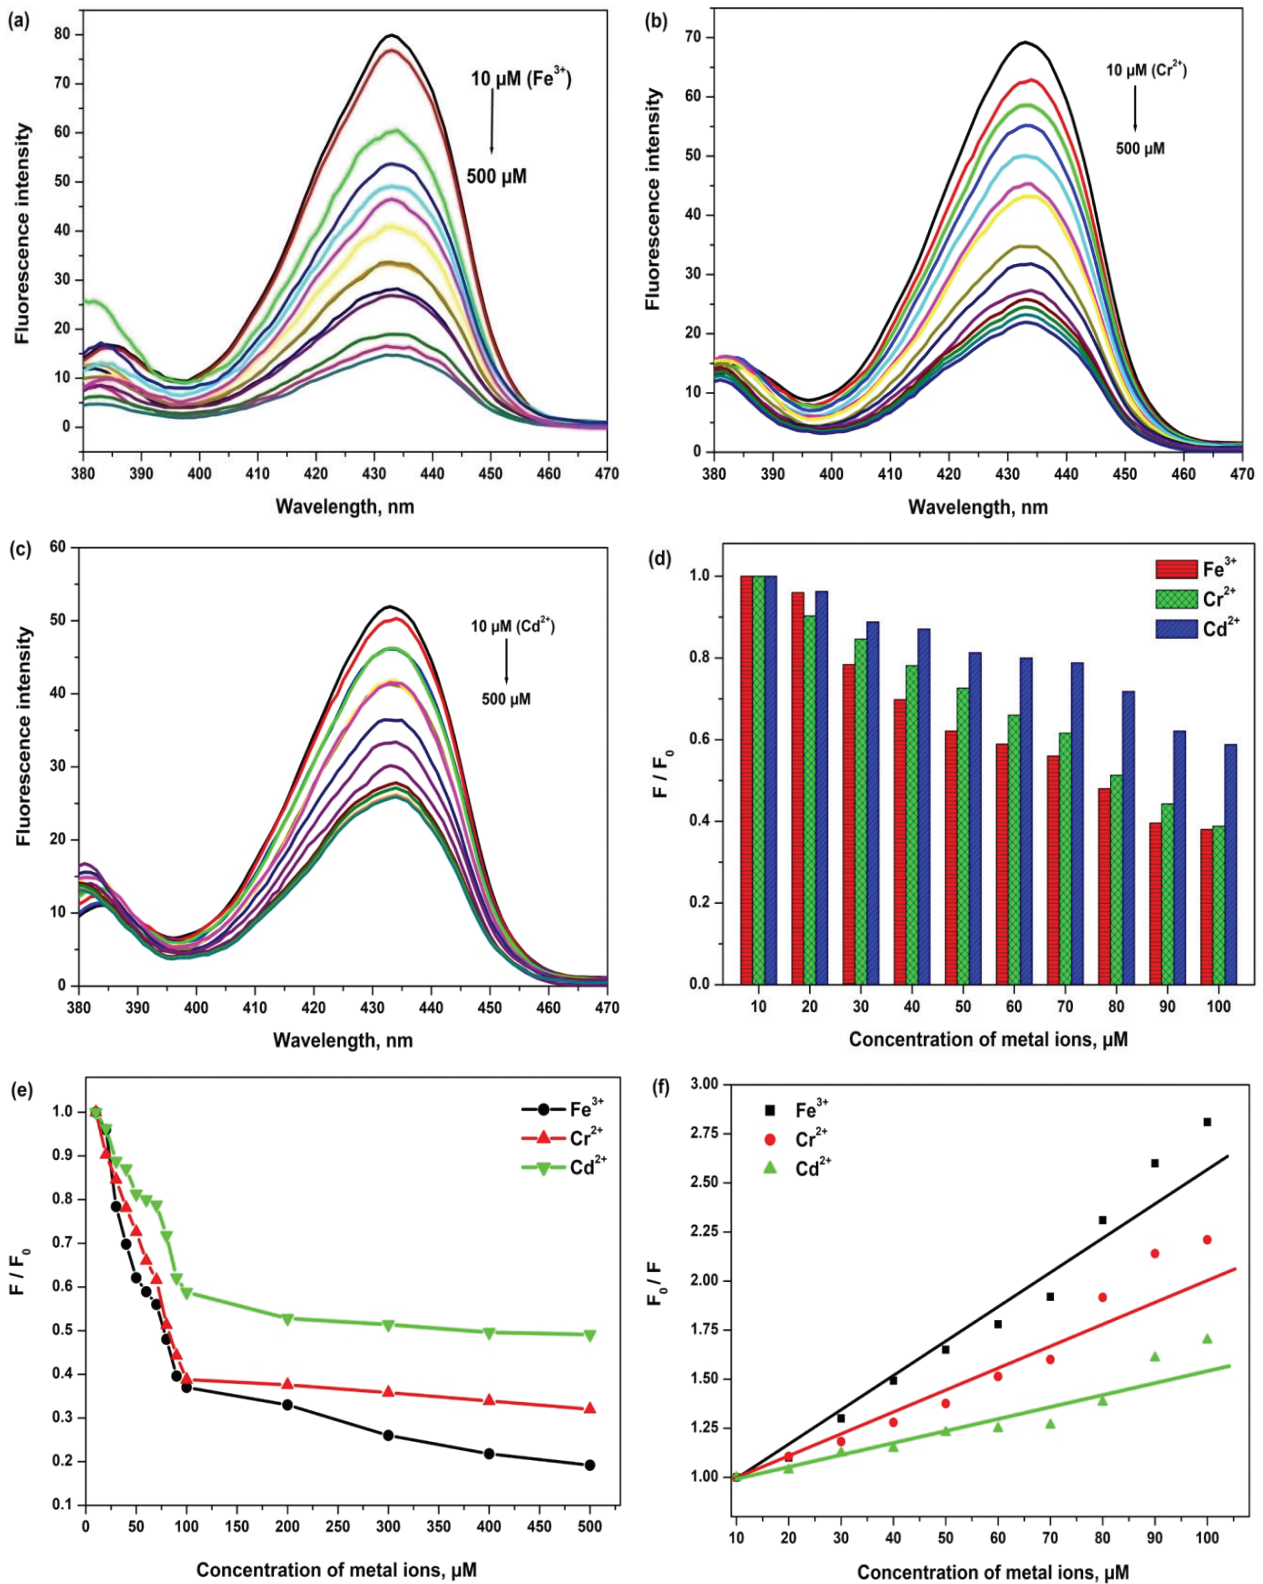 (a)
80
70
60
50
40
30
20
10
0
Fluorescence intensity
10 µM (Fe³⁺)
500 µM
380 390 400 410 420 430 440 450 460 470
Wavelength, nm
(b)
70
60
50
40
30
20
10
0
Fluorescence intensity
10 µM (Cr²⁺)
500 µM
380 390 400 410 420 430 440 450 460 470
Wavelength, nm
(c)
60
50
40
30
20
10
0
Fluorescence intensity
10 µM (Cd²⁺)
500 µM
380 390 400 410 420 430 440 450 460 470
Wavelength, nm
(d)
1.0
0.8
0.6
0.4
0.2
0.0
F / F₀
Fe³⁺
Cr²⁺
Cd²⁺
10 20 30 40 50 60 70 80 90 100
Concentration of metal ions, µM
(e)
1.0
0.9
0.8
0.7
0.6
0.5
0.4
0.3
0.2
0.1
F / F₀
Fe³⁺
Cr²⁺
Cd²⁺
0 50 100 150 200 250 300 350 400 450 500
Concentration of metal ions, µM
(f)
3.00
2.75
2.50
2.25
2.00
1.75
1.50
1.25
1.00
F₀ / F
Fe³⁺
Cr²⁺
Cd²⁺
10 20 30 40 50 60 70 80 90 100
Concentration of metal ions, µM